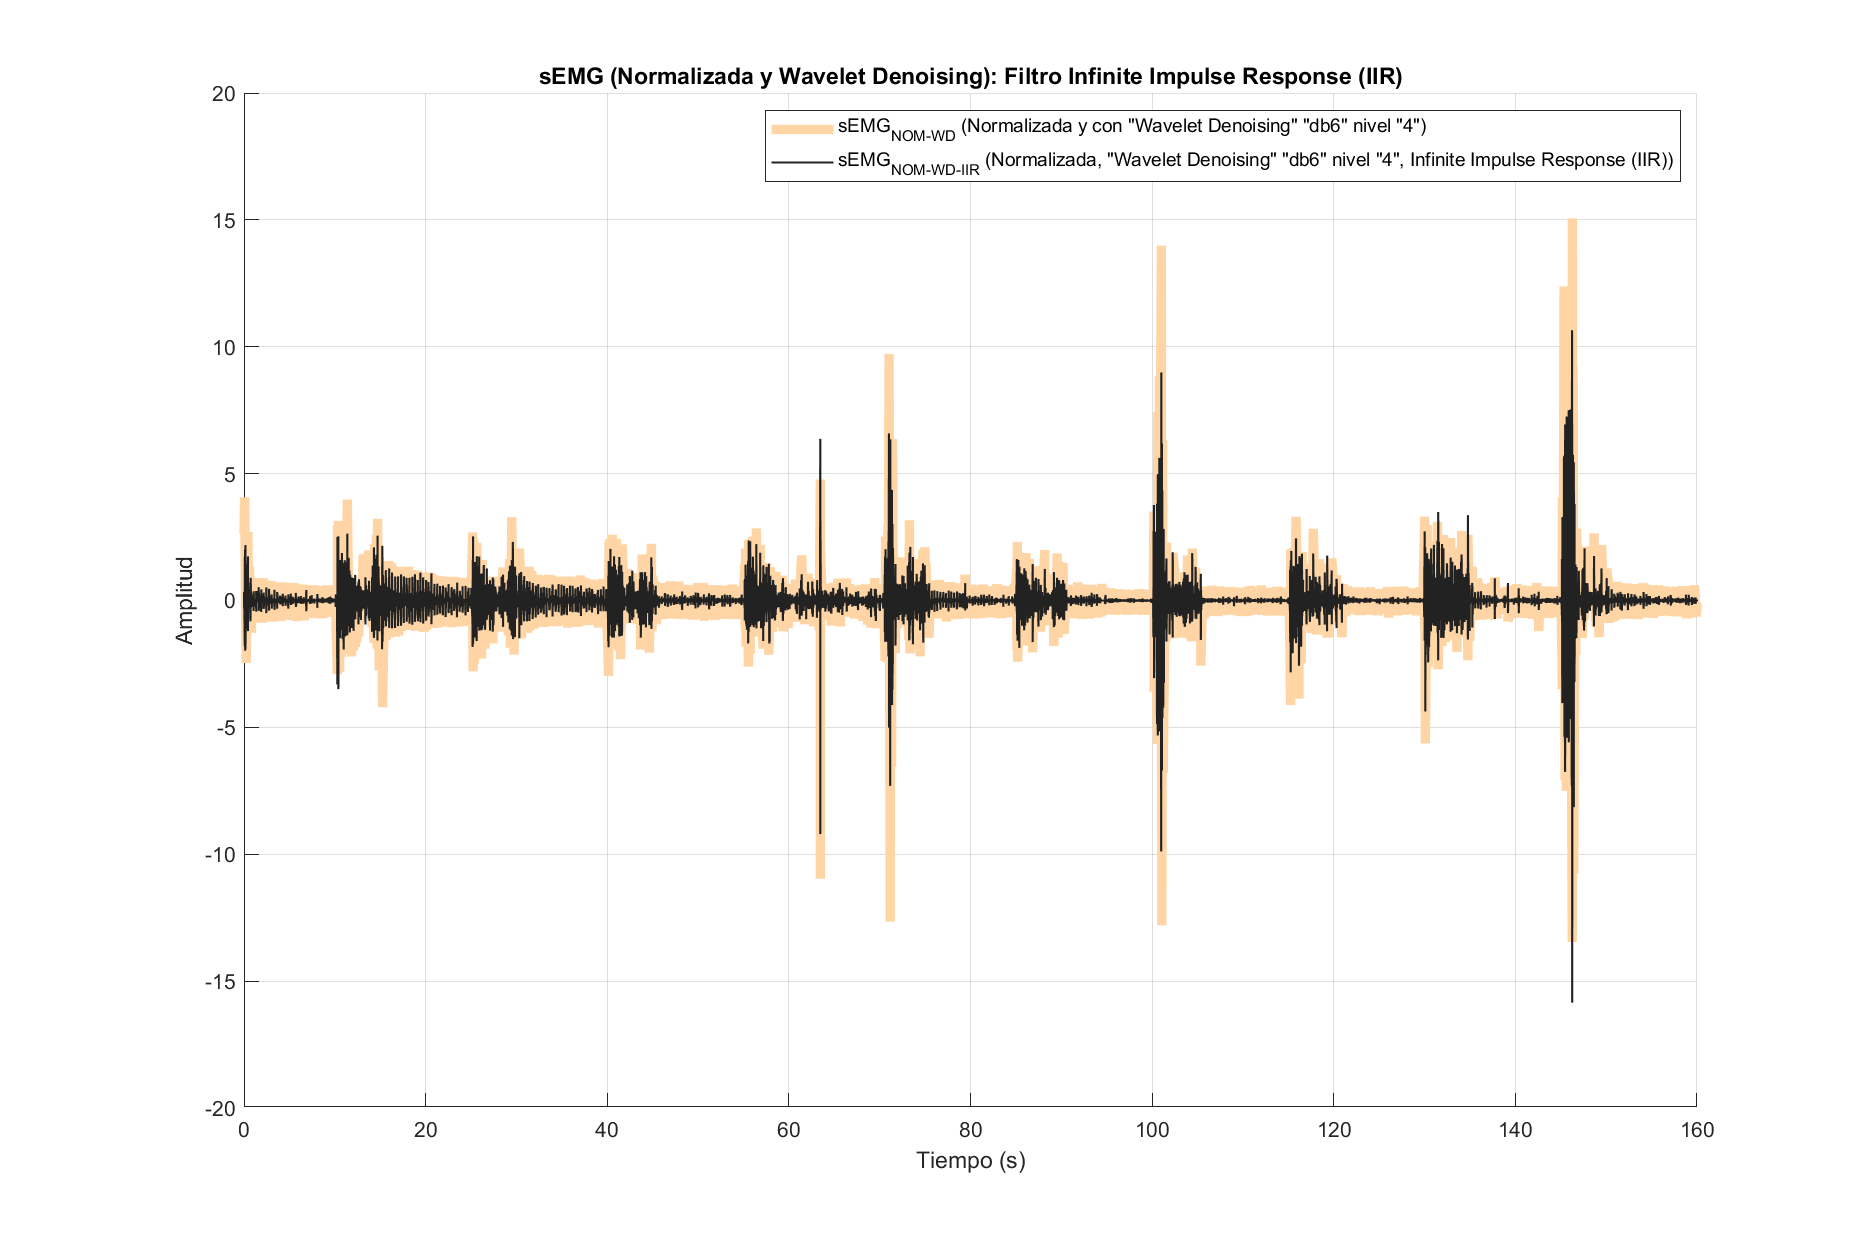 sEMG (Normalizada y Wavelet Denoising): Filtro Infinite Impulse Response (IIR)
sEMG_NOM-WD (Normalizada y con "Wavelet Denoising" "db6" nivel "4")
sEMG_NOM-WD-IIR (Normalizada, "Wavelet Denoising" "db6" nivel "4", Infinite Impulse Response (IIR))
Amplitud
20
15
10
5
0
-5
-10
-15
-20
0 20 40 60 80 100 120 140 160
Tiempo (s)